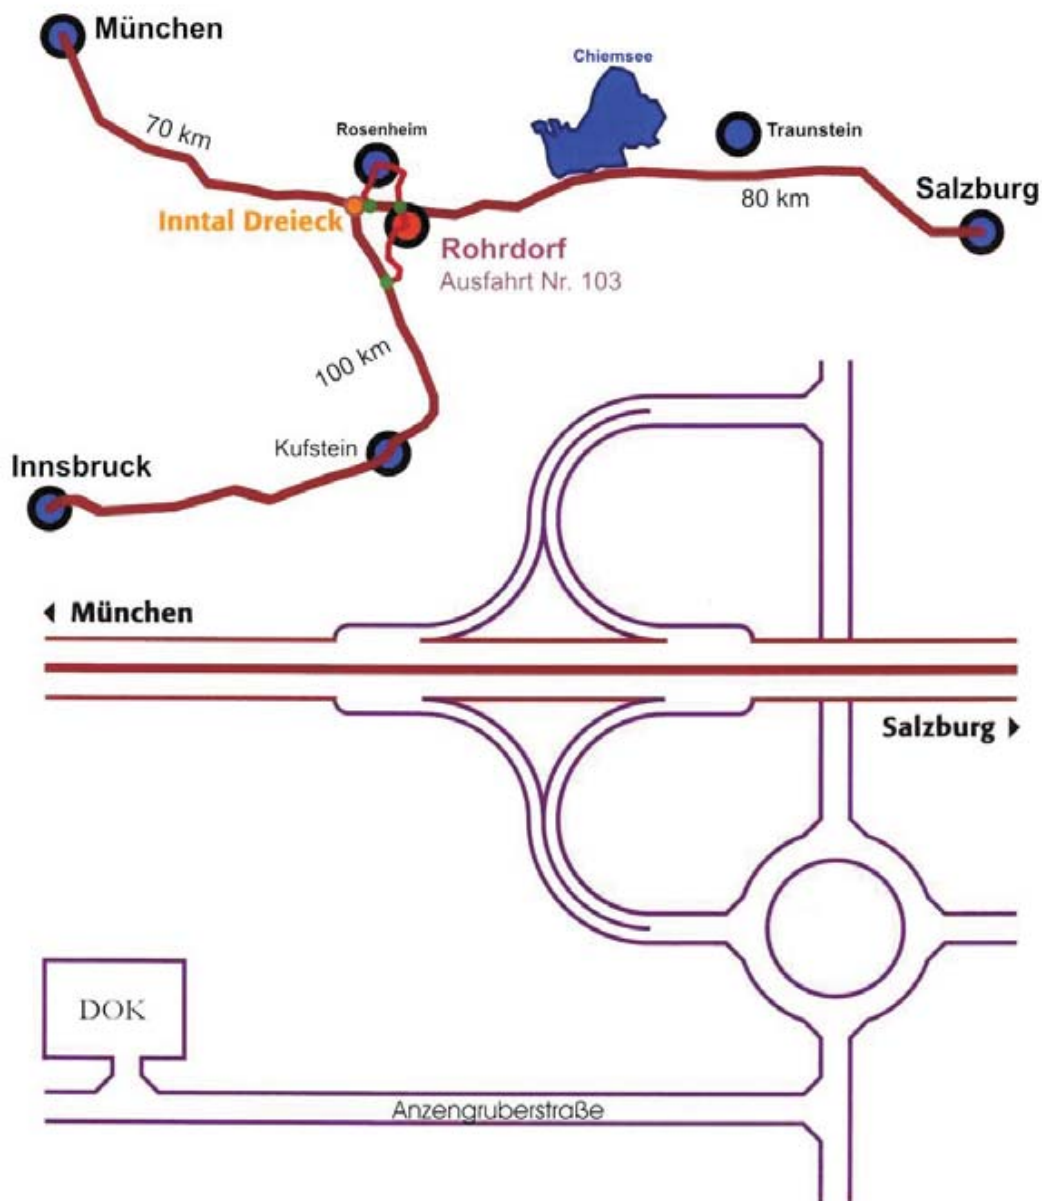 München
Chiemsee
70 km
Rosenheim
Traunstein
Salzburg
80 km
Inntal Dreieck
Rohrdorf
Ausfahrt Nr. 103
100 km
Kufstein
Innsbruck
München
Salzburg
DOK
Anzengruberstraße